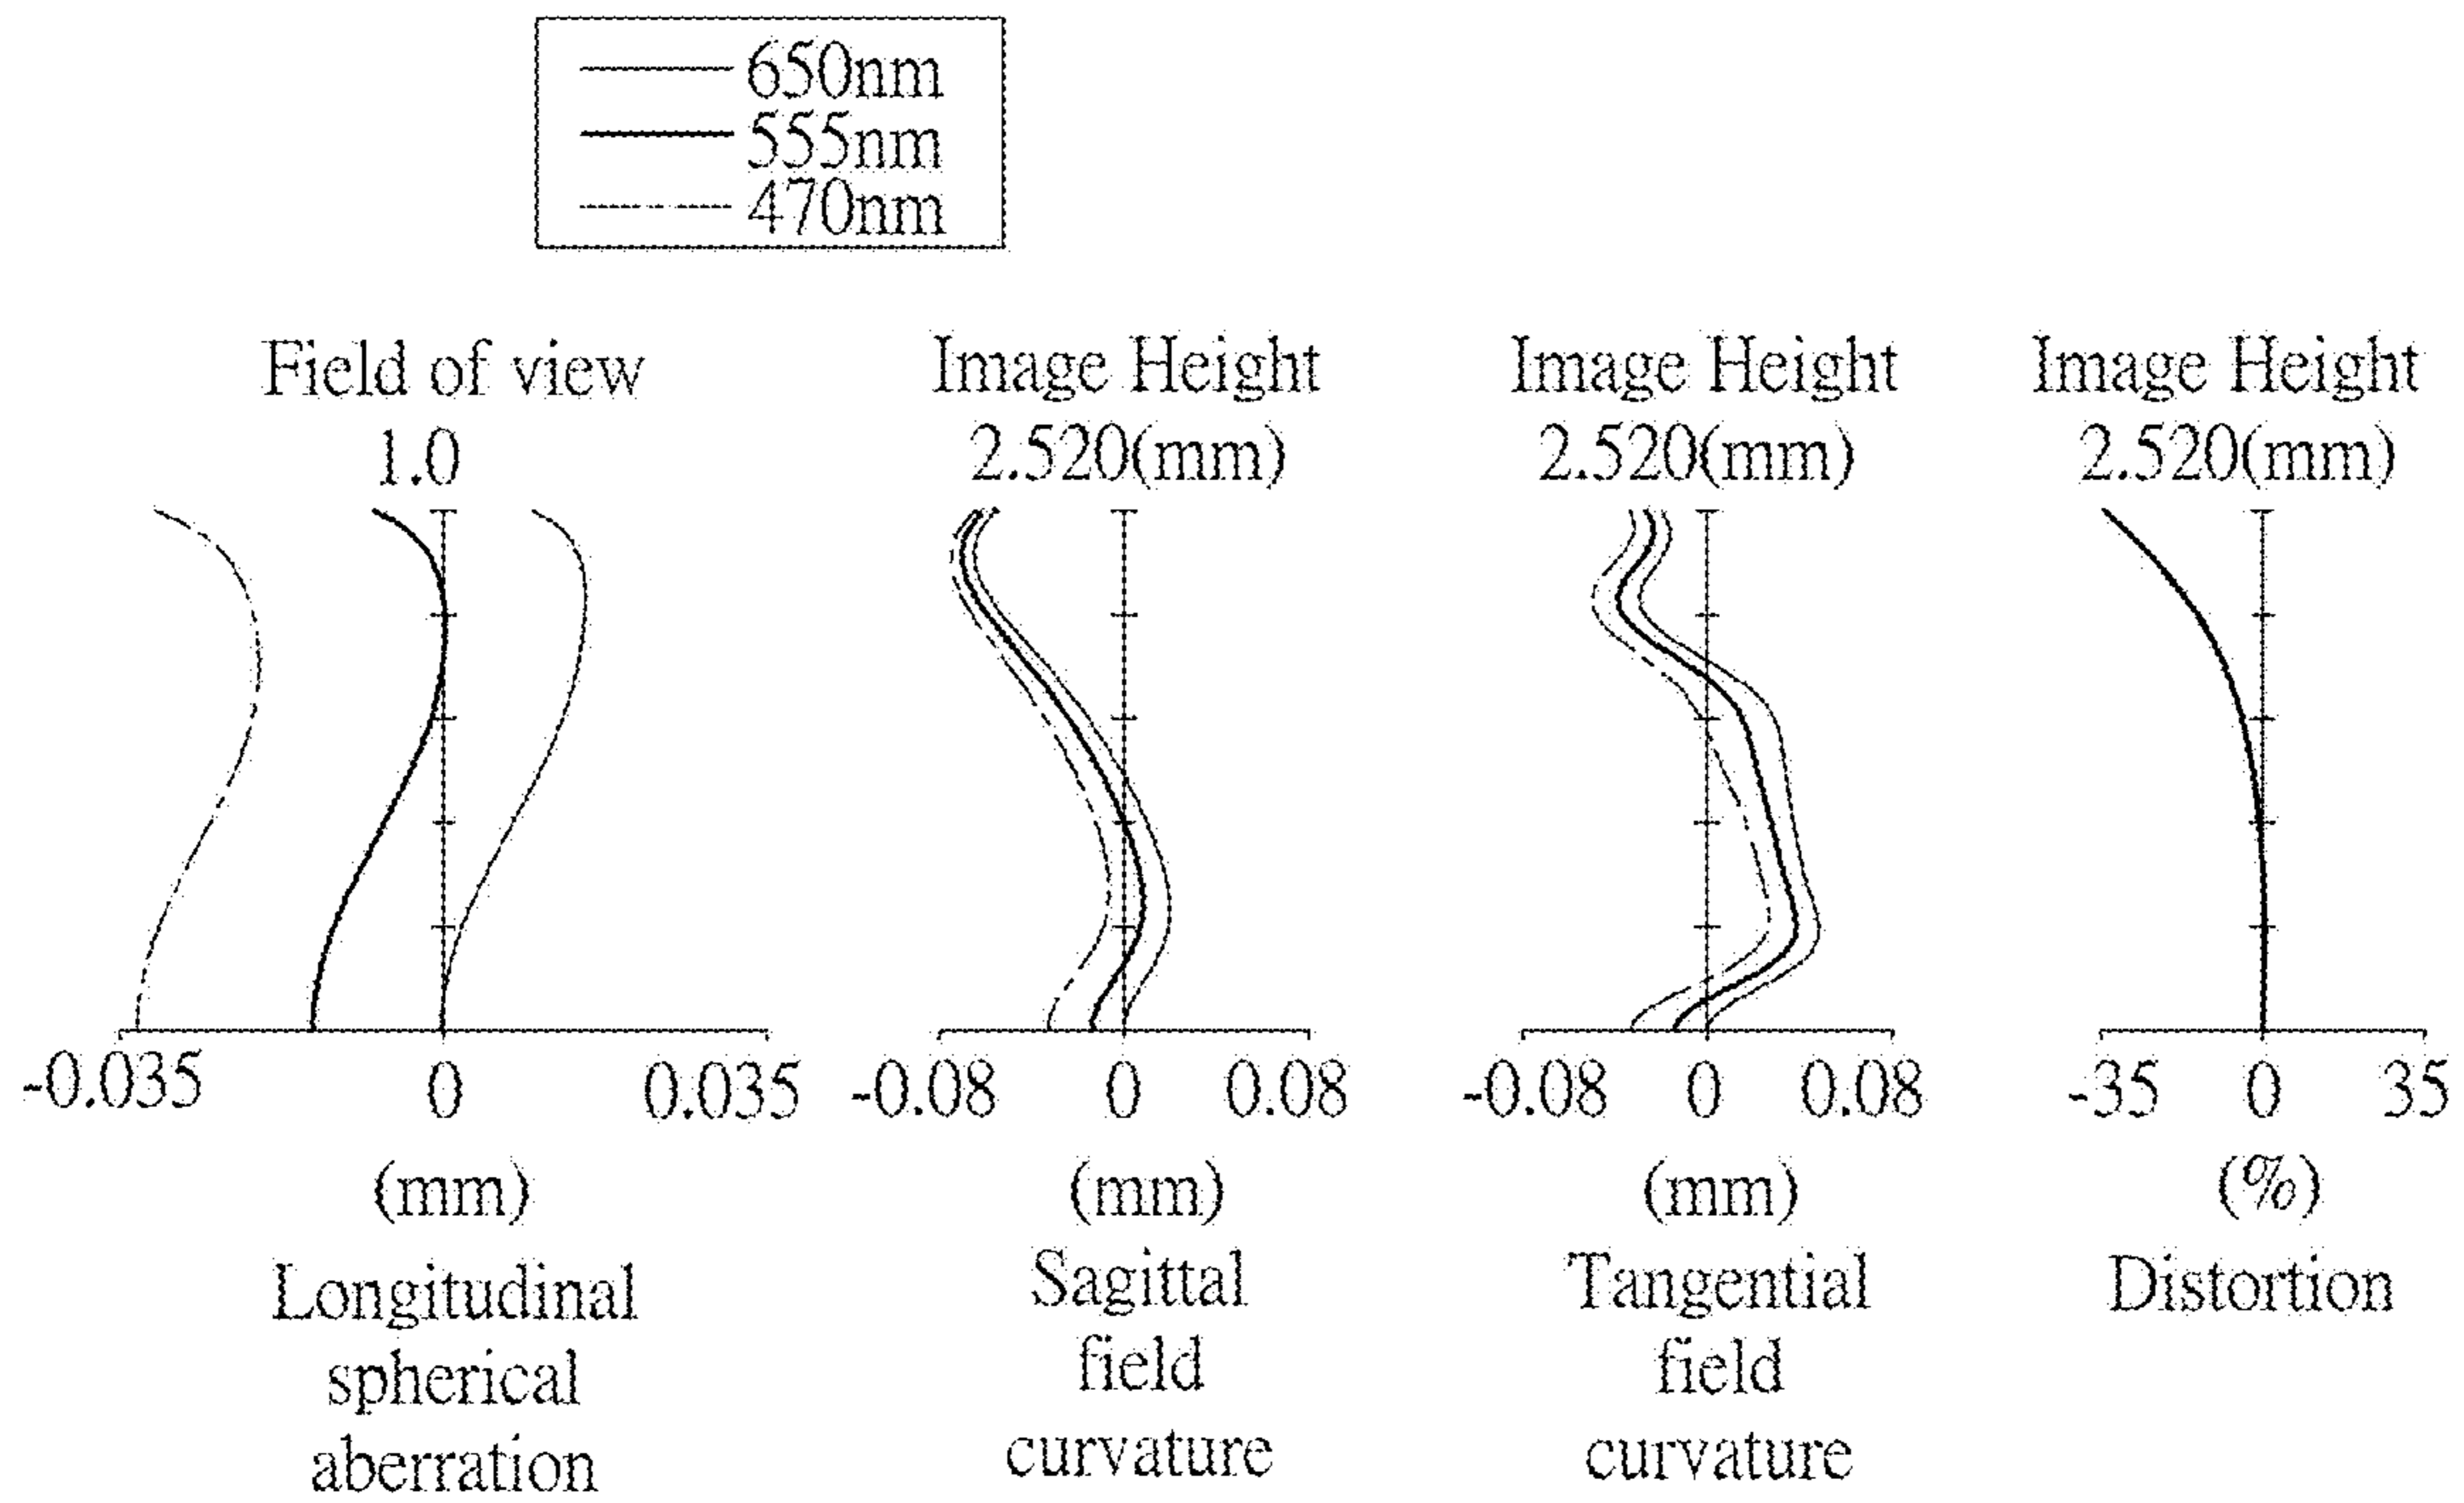 650nm
555nm
470nm
Field of view
1.0
-0.035 0 0.035
(mm)
Longitudinal
spherical
aberration
Image Height
2.520(mm)
-0.08 0 0.08
(mm)
Sagittal
field
curvature
Image Height
2.520(mm)
-0.08 0 0.08
(mm)
Tangential
field
curvature
Image Height
2.520(mm)
-35 0 35
(%)
Distortion